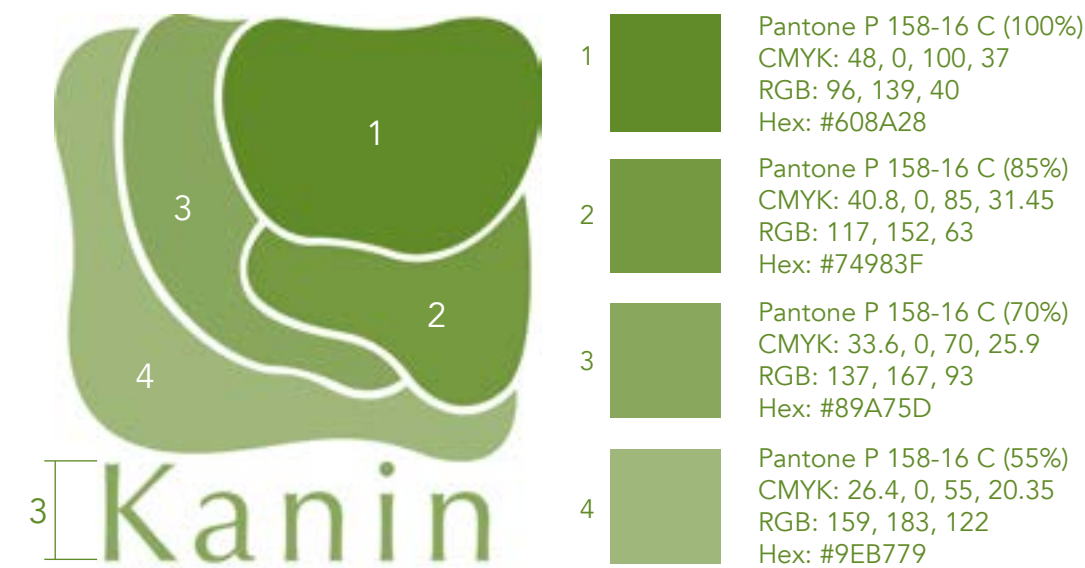 1
3
2
4
3
Kanin
1
Pantone P 158-16 C (100%)
CMYK: 48, 0, 100, 37
RGB: 96, 139, 40
Hex: #608A28
2
Pantone P 158-16 C (85%)
CMYK: 40.8, 0, 85, 31.45
RGB: 117, 152, 63
Hex: #74983F
3
Pantone P 158-16 C (70%)
CMYK: 33.6, 0, 70, 25.9
RGB: 137, 167, 93
Hex: #89A75D
4
Pantone P 158-16 C (55%)
CMYK: 26.4, 0, 55, 20.35
RGB: 159, 183, 122
Hex: #9EB779